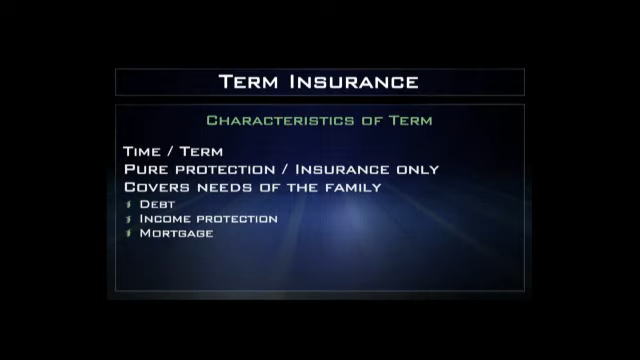 Term Insurance
Characteristics of Term
Time / Term
Pure protection / Insurance only
Covers needs of the family
Debt
Income protection
Mortgage